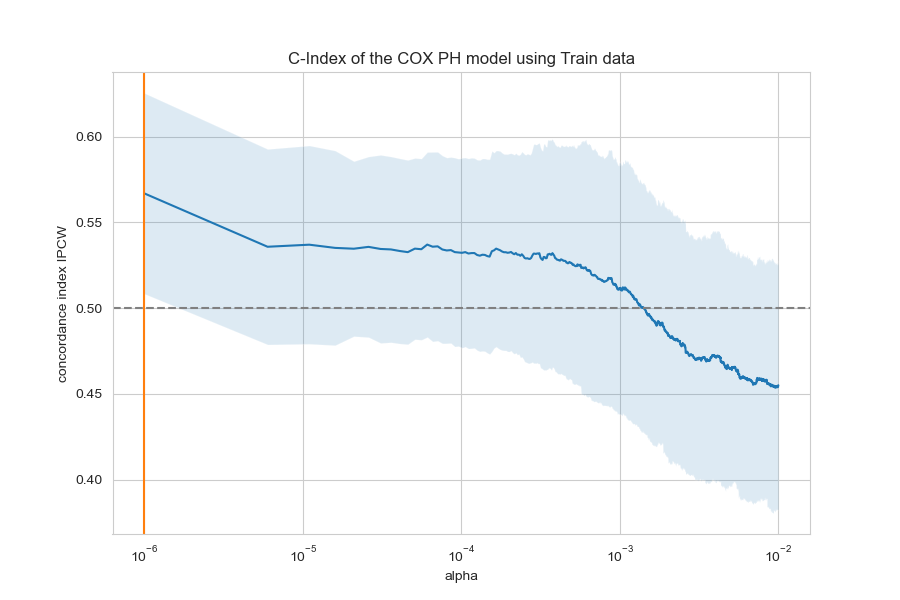 C-Index of the COX PH model using Train data
concordance index IPCW
0.60
0.55
0.50
0.45
0.40
10⁻⁶ 10⁻⁵ 10⁻⁴ 10⁻³ 10⁻²
alpha